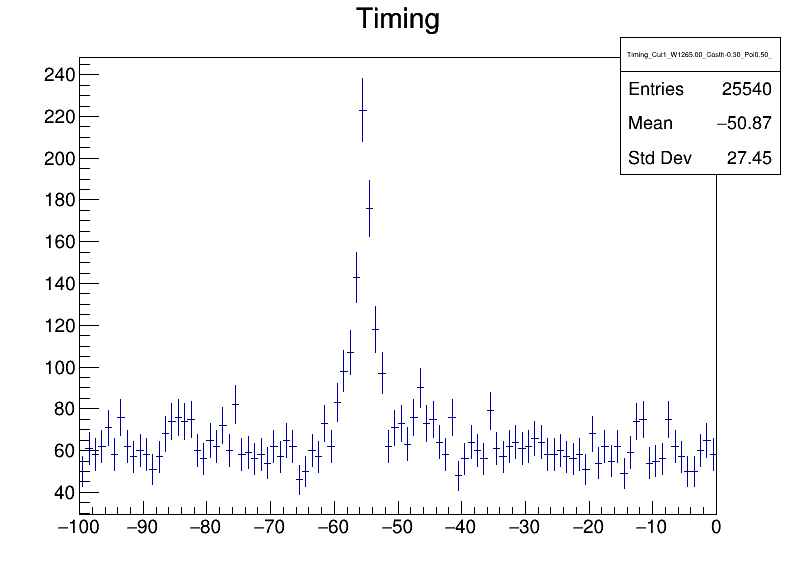 Timing
Timing_Cut1_W1265.00_Costh-0.30_Pol0.50_
Entries 25540
Mean −50.87
Std Dev 27.45
240
220
200
180
160
140
120
100
80
60
40
−100 −90 −80 −70 −60 −50 −40 −30 −20 −10 0